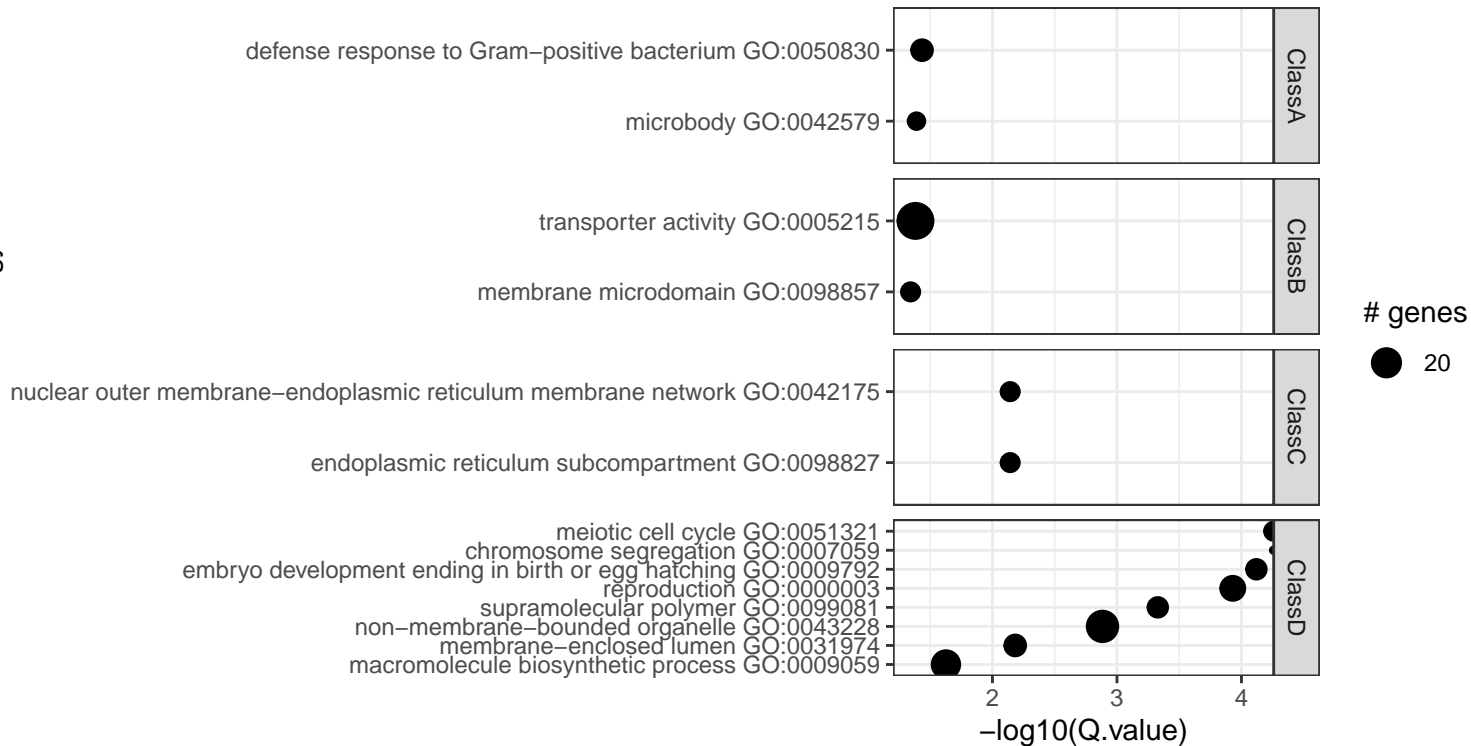 defense response to Gram−positive bacterium GO:0050830
microbody GO:0042579
ClassA
transporter activity GO:0005215
membrane microdomain GO:0098857
ClassB
nuclear outer membrane−endoplasmic reticulum membrane network GO:0042175
endoplasmic reticulum subcompartment GO:0098827
ClassC
meiotic cell cycle GO:0051321
chromosome segregation GO:0007059
embryo development ending in birth or egg hatching GO:0009792
reproduction GO:0000003
supramolecular polymer GO:0099081
non−membrane−bounded organelle GO:0043228
membrane−enclosed lumen GO:0031974
macromolecule biosynthetic process GO:0009059
ClassD
2 3 4
−log10(Q.value)
# genes
20